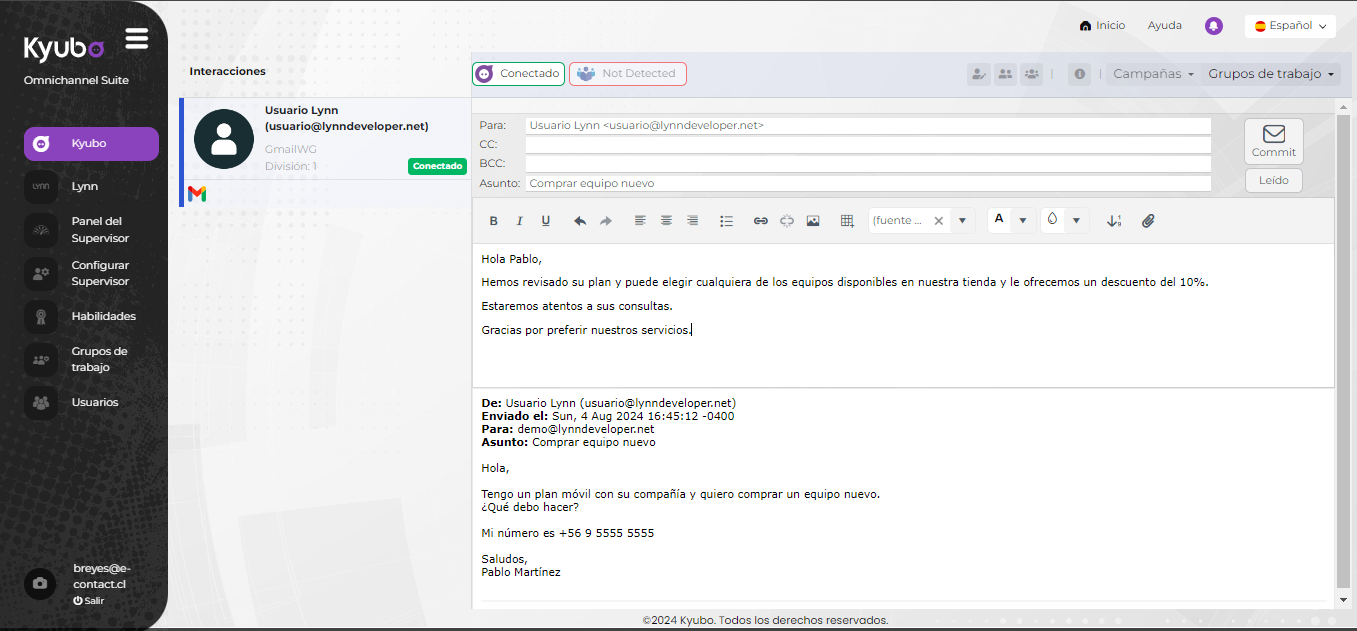 Kyubo
Omnichannel Suite
Kyubo
LYNN
Lynn
Panel del
Supervisor
Configurar
Supervisor
Habilidades
Grupos de
trabajo
Usuarios
breyes@e-
contact.cl
Salir
Inicio
Ayuda
Español
Interacciones
Usuario Lynn
(usuario@lynndeveloper.net)
GmailWG
División: 1
Conectado
Conectado
Not Detected
Campañas
Grupos de trabajo
Para: Usuario Lynn <usuario@lynndeveloper.net>
CC:
BCC:
Asunto: Comprar equipo nuevo
Commit
Leído
B I U (fuente ... A
Hola Pablo,
Hemos revisado su plan y puede elegir cualquiera de los equipos disponibles en nuestra tienda y le ofrecemos un descuento del 10%.
Estaremos atentos a sus consultas.
Gracias por preferir nuestros servicios.
De: Usuario Lynn (usuario@lynndeveloper.net)
Enviado el: Sun, 4 Aug 2024 16:45:12 -0400
Para: demo@lynndeveloper.net
Asunto: Comprar equipo nuevo
Hola,
Tengo un plan móvil con su compañía y quiero comprar un equipo nuevo.
¿Qué debo hacer?
Mi número es +56 9 5555 5555
Saludos,
Pablo Martínez
©2024 Kyubo. Todos los derechos reservados.